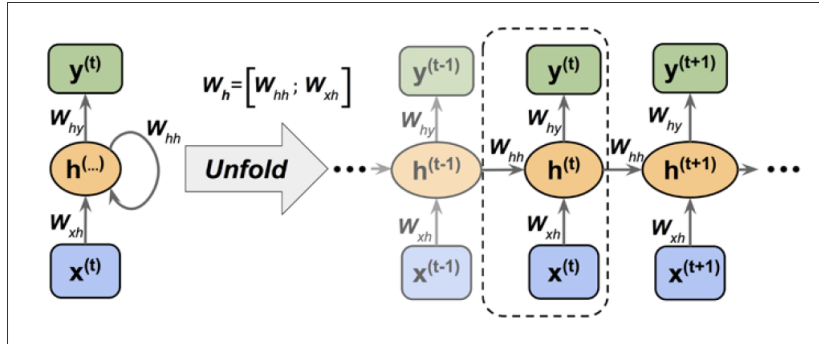 y(t)
W_hy
W_hh
h(...)
W_xh
x(t)
W_h=[W_hh; W_xh]
Unfold
•••
y(t-1)
y(t)
y(t+1)
W_hy
W_hy
W_hy
W_hh
W_hh
h(t-1)
h(t)
h(t+1)
•••
W_xh
W_xh
W_xh
x(t-1)
x(t)
x(t+1)